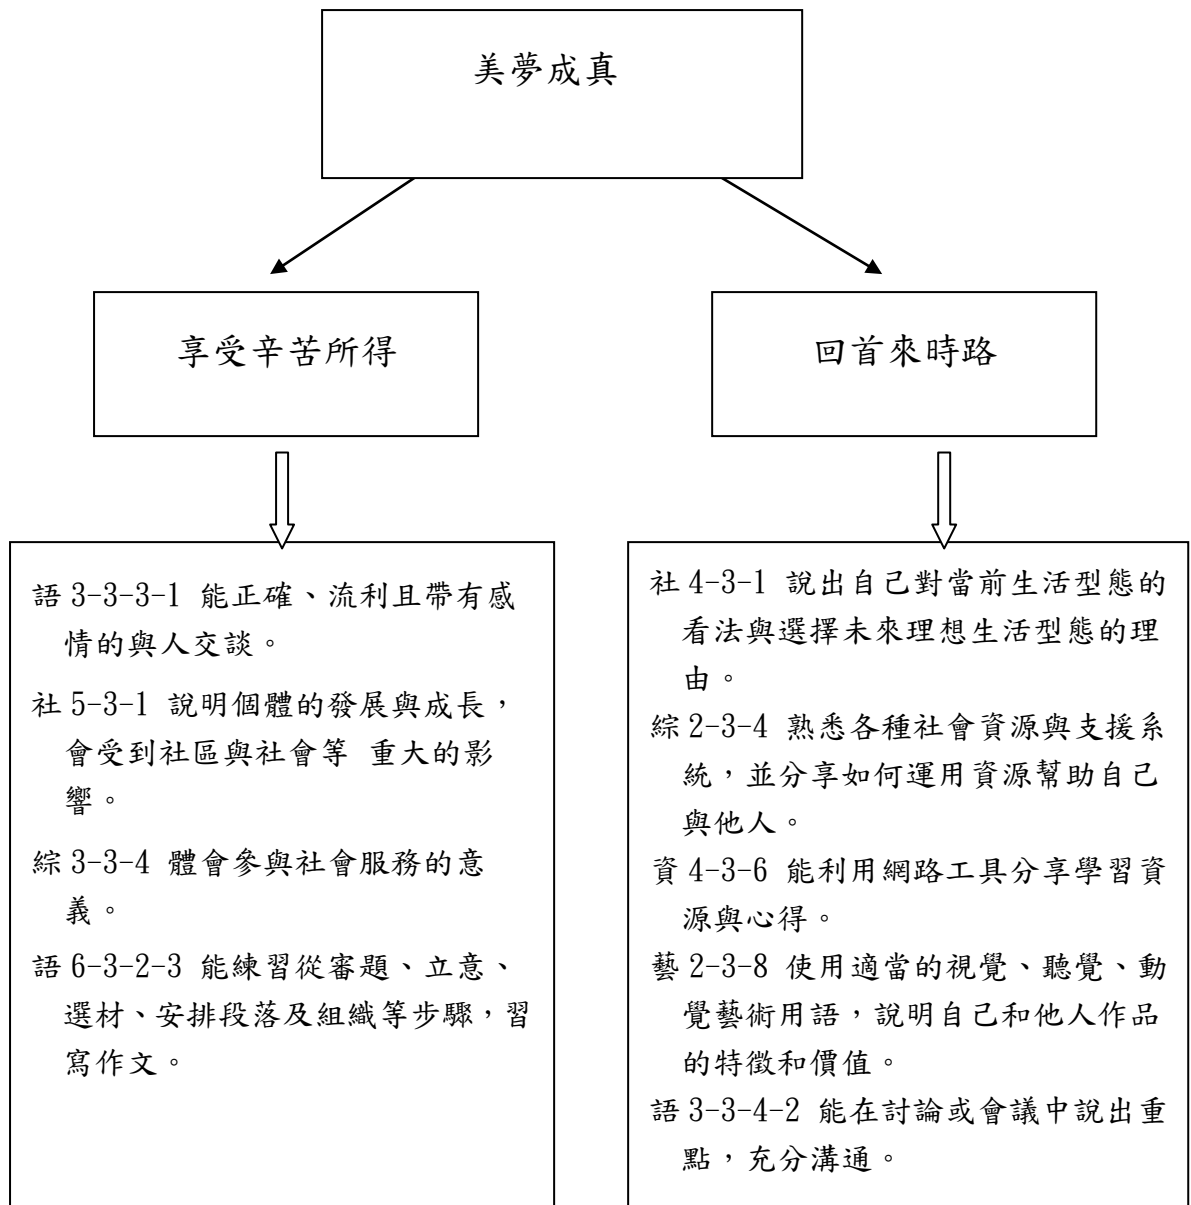 美夢成真
享受辛苦所得
回首來時路
語 3-3-3-1 能正確、流利且帶有感
情的與人交談。
社 5-3-1 說明個體的發展與成長，
會受到社區與社會等 重大的影
響。
綜 3-3-4 體會參與社會服務的意
義。
語 6-3-2-3 能練習從審題、立意、
選材、安排段落及組織等步驟，習
寫作文。
社 4-3-1 說出自己對當前生活型態的
看法與選擇未來理想生活型態的理
由。
綜 2-3-4 熟悉各種社會資源與支援系
統，並分享如何運用資源幫助自己
與他人。
資 4-3-6 能利用網路工具分享學習資
源與心得。
藝 2-3-8 使用適當的視覺、聽覺、動
覺藝術用語，說明自己和他人作品
的特徵和價值。
語 3-3-4-2 能在討論或會議中說出重
點，充分溝通。